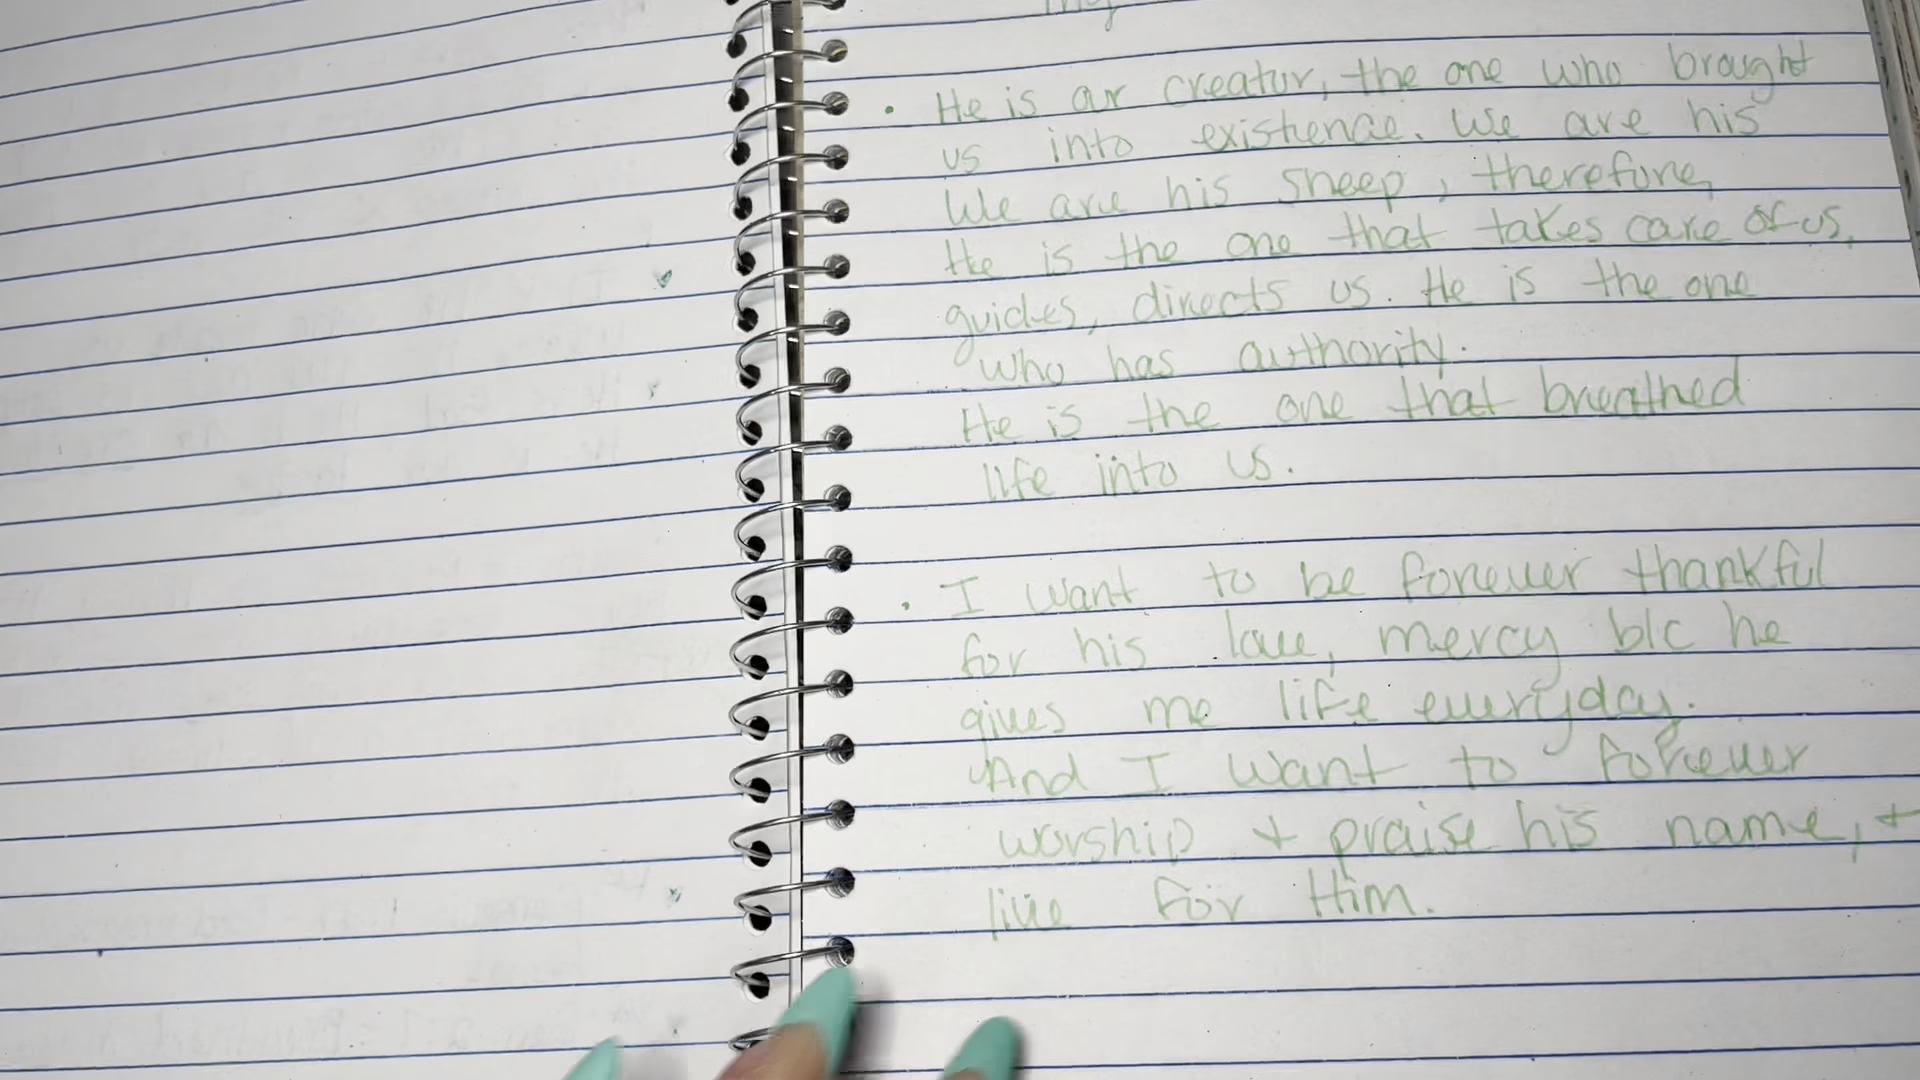 • He is our creator, the one who brought
us into existence. We are his
We are his sheep, therefore,
He is the one that takes care of us,
guides, directs us. He is the one
who has authority.
He is the one that breathed
life into us.
• I want to be forever thankful
for his love, mercy b/c he
gives me life everyday.
And I want to forever
worship + praise his name, +
live for Him.